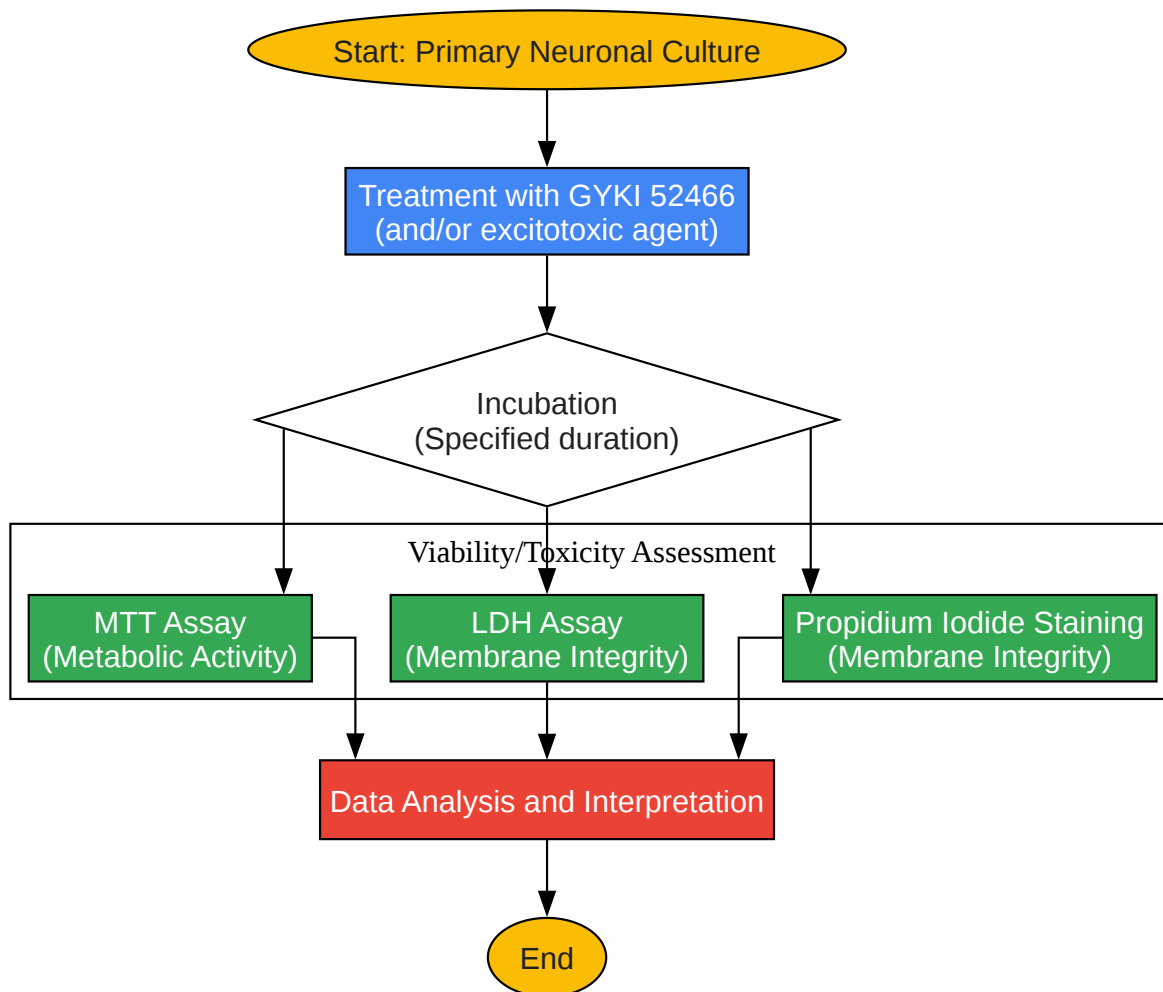 Start: Primary Neuronal Culture
Treatment with GYKI 52466
(and/or excitotoxic agent)
Incubation
(Specified duration)
Viability/Toxicity Assessment
MTT Assay
(Metabolic Activity)
LDH Assay
(Membrane Integrity)
Propidium Iodide Staining
(Membrane Integrity)
Data Analysis and Interpretation
End